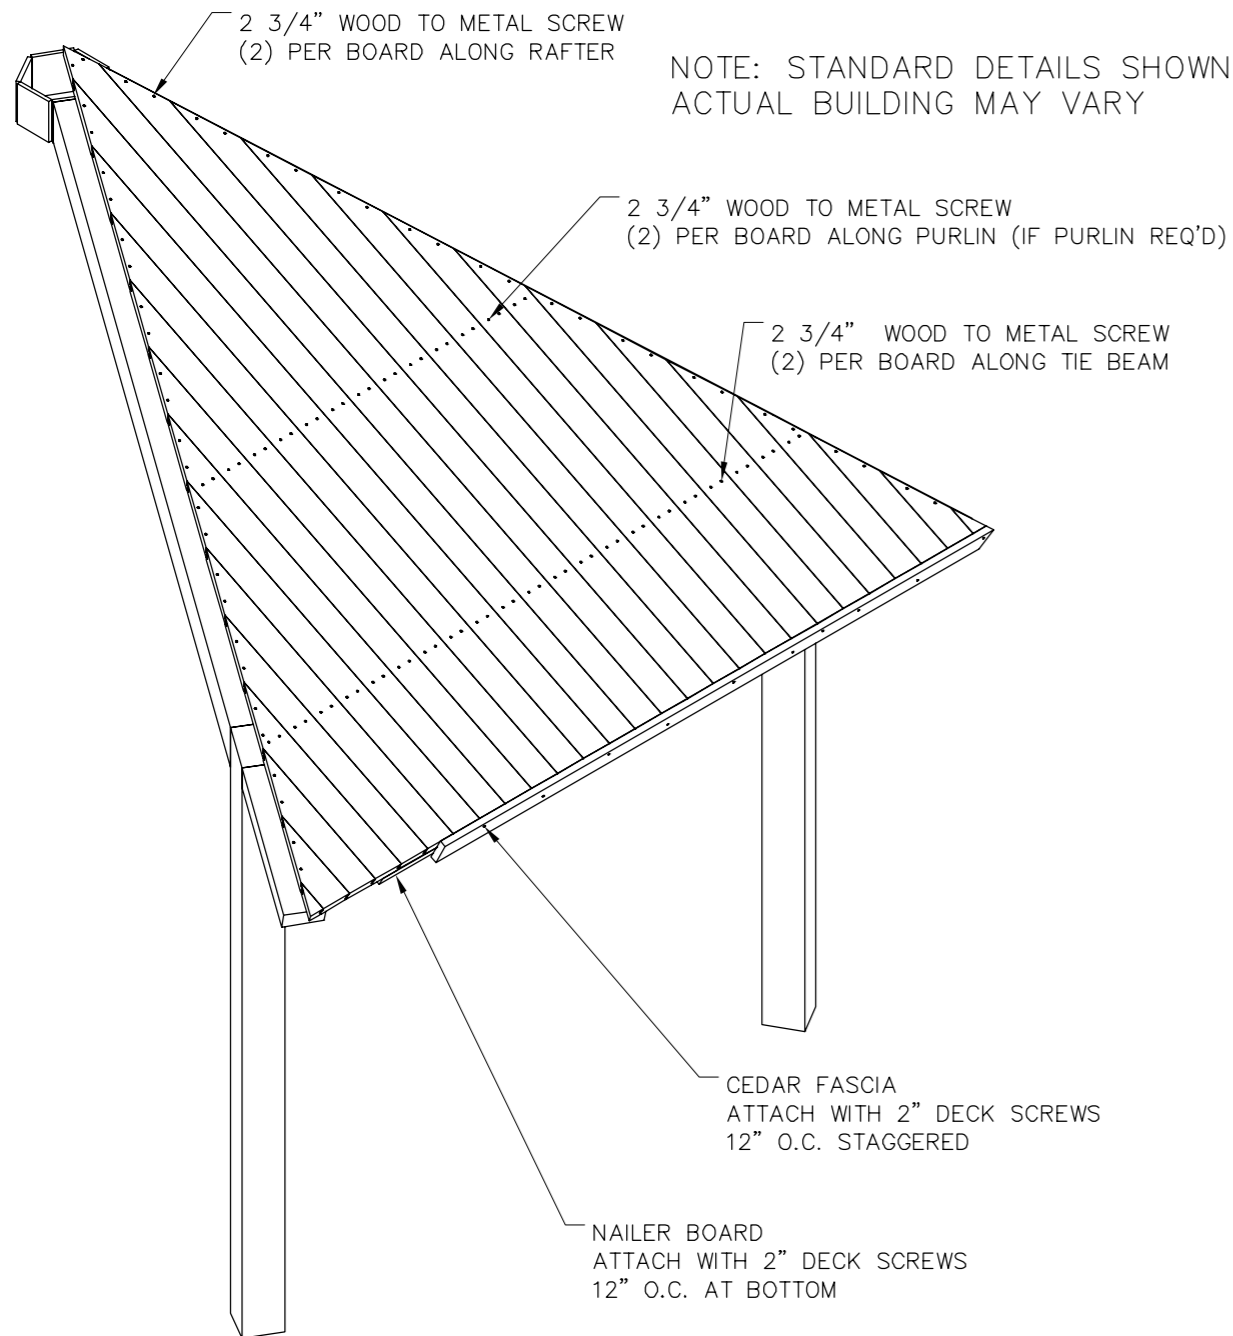 2 3/4” WOOD TO METAL SCREW
(2) PER BOARD ALONG RAFTER
NOTE: STANDARD DETAILS SHOWN
ACTUAL BUILDING MAY VARY
2 3/4” WOOD TO METAL SCREW
(2) PER BOARD ALONG PURLIN (IF PURLIN REQ’D)
2 3/4” WOOD TO METAL SCREW
(2) PER BOARD ALONG TIE BEAM
CEDAR FASCIA
ATTACH WITH 2” DECK SCREWS
12” O.C. STAGGERED
NAILER BOARD
ATTACH WITH 2” DECK SCREWS
12” O.C. AT BOTTOM